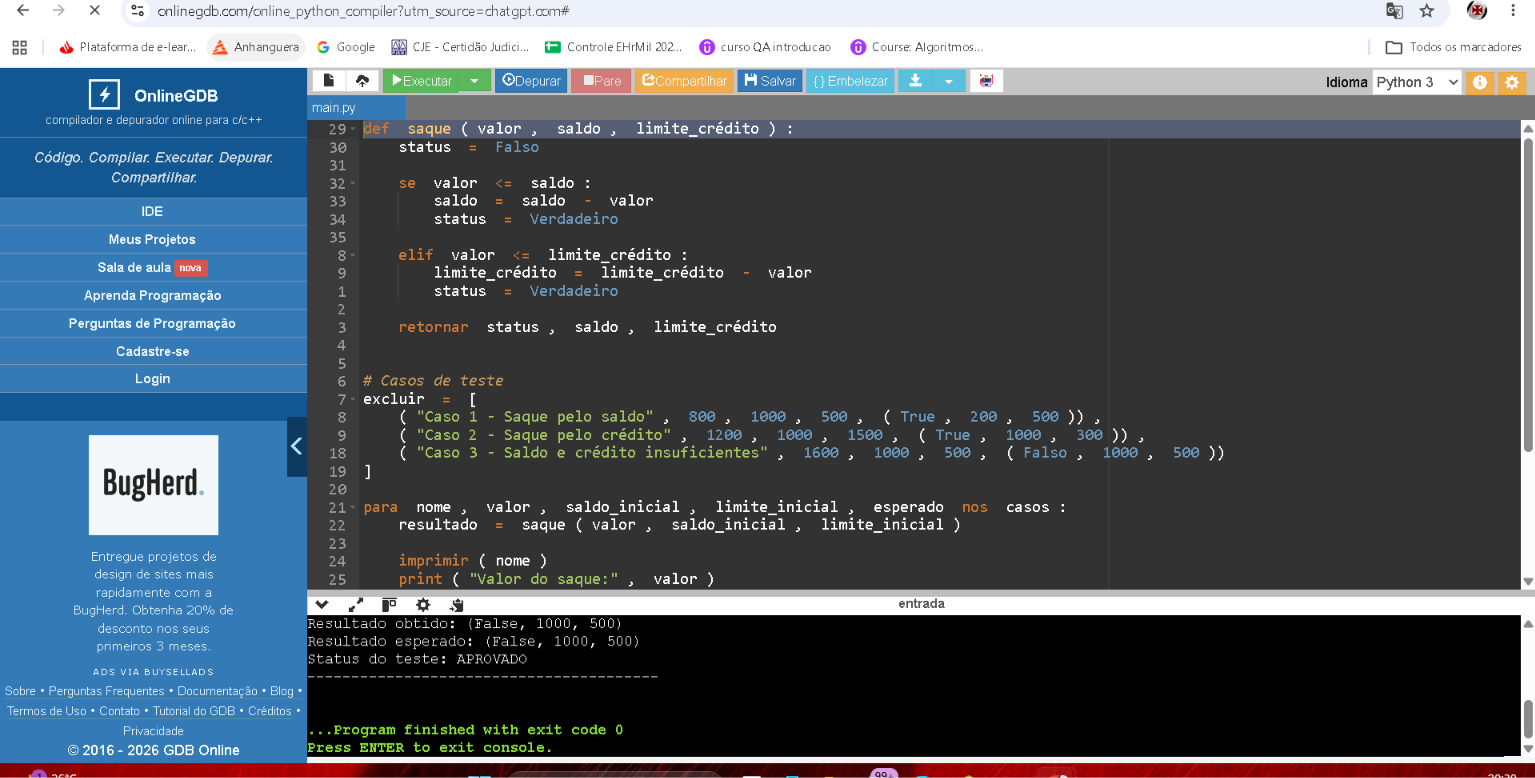 onlinegdb.com/online_python_compiler?utm_source=chatgpt.com#
Plataforma de e-lear... Anhanguera Google CJE - Certidão Judici... Controle EHrMil 202... curso QA introducao Course: Algoritmos... Todos os marcadores
OnlineGDB
compilador e depurador online para c/c++
Código. Compilar. Executar. Depurar.
Compartilhar.
IDE
Meus Projetos
Sala de aula nova
Aprenda Programação
Perguntas de Programação
Cadastre-se
Login
BugHerd.
Entregue projetos de
design de sites mais
rapidamente com a
BugHerd. Obtenha 20% de
desconto nos seus
primeiros 3 meses.
ADS VIA BUYSELLADS
Sobre • Perguntas Frequentes • Documentação • Blog •
Termos de Uso • Contato • Tutorial do GDB • Créditos •
Privacidade
© 2016 - 2026 GDB Online
Executar Depurar Pare Compartilhar Salvar {} Embelezar Idioma Python 3
main.py
29 def saque ( valor , saldo , limite_crédito ) :
30 status = Falso
31
32 se valor <= saldo :
33 saldo = saldo - valor
34 status = Verdadeiro
35
8 elif valor <= limite_crédito :
9 limite_crédito = limite_crédito - valor
1 status = Verdadeiro
2
3 retornar status , saldo , limite_crédito
4
5
6 # Casos de teste
7 excluir = [
8 ( "Caso 1 - Saque pelo saldo" , 800 , 1000 , 500 , ( True , 200 , 500 )) ,
9 ( "Caso 2 - Saque pelo crédito" , 1200 , 1000 , 1500 , ( True , 1000 , 300 )) ,
18 ( "Caso 3 - Saldo e crédito insuficientes" , 1600 , 1000 , 500 , ( Falso , 1000 , 500 ))
19 ]
20
21 para nome , valor , saldo_inicial , limite_inicial , esperado nos casos :
22 resultado = saque ( valor , saldo_inicial , limite_inicial )
23
24 imprimir ( nome )
25 print ( "Valor do saque:" , valor )
entrada
Resultado obtido: (False, 1000, 500)
Resultado esperado: (False, 1000, 500)
Status do teste: APROVADO
----------------------------------------
...Program finished with exit code 0
Press ENTER to exit console.